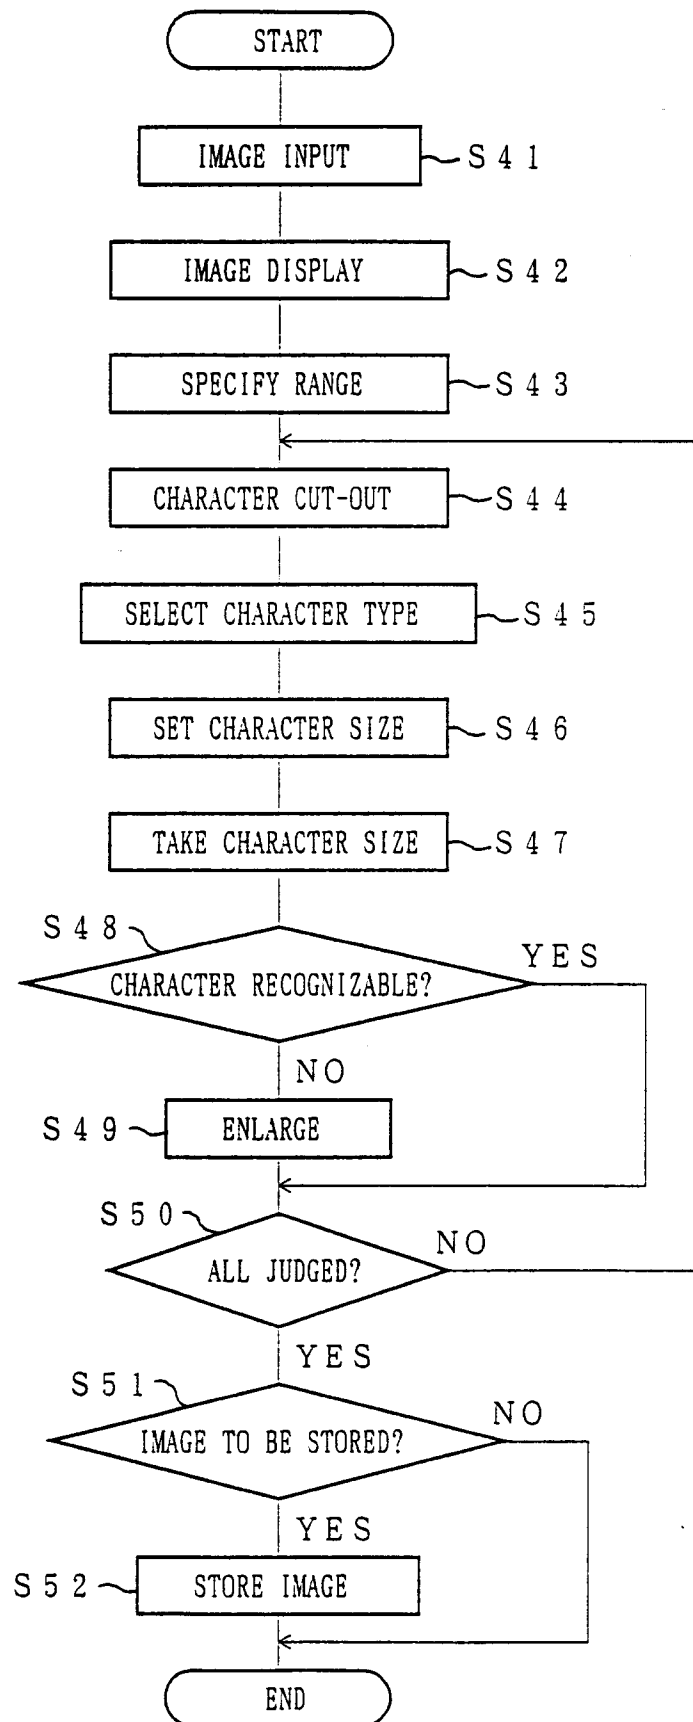 START
IMAGE INPUT S41
IMAGE DISPLAY S42
SPECIFY RANGE S43
CHARACTER CUT-OUT S44
SELECT CHARACTER TYPE S45
SET CHARACTER SIZE S46
TAKE CHARACTER SIZE S47
S48
YES
CHARACTER RECOGNIZABLE?
NO
S49 ENLARGE
S50
NO
ALL JUDGED?
YES
S51
NO
IMAGE TO BE STORED?
YES
S52 STORE IMAGE
END